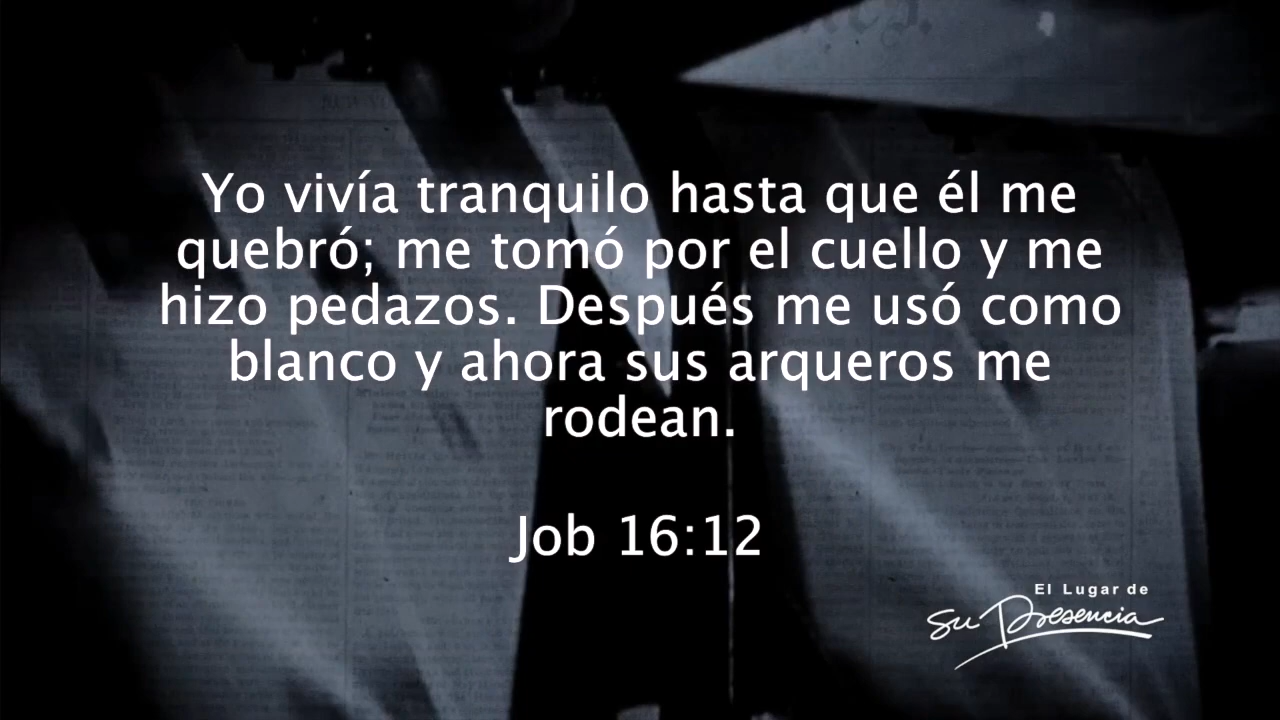 Yo vivía tranquilo hasta que él me
quebró; me tomó por el cuello y me
hizo pedazos. Después me usó como
blanco y ahora sus arqueros me
rodean.
Job 16:12
El Lugar de
Su Presencia